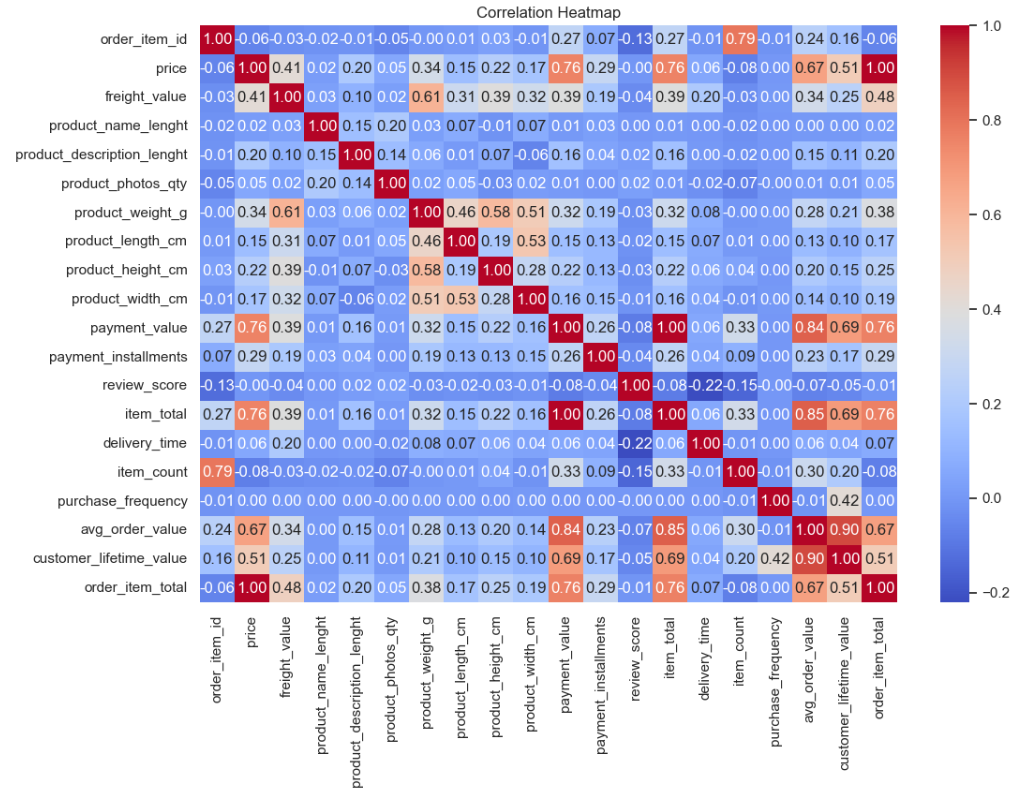 Correlation Heatmap
order_item_id 1.00 -0.06 -0.03 -0.02 -0.01 -0.05 -0.00 0.01 0.03 -0.01 0.27 0.07 -0.13 0.27 -0.01 0.79 -0.01 0.24 0.16 -0.06
price -0.06 1.00 0.41 0.02 0.20 0.05 0.34 0.15 0.22 0.17 0.76 0.29 -0.00 0.76 0.06 -0.08 0.00 0.67 0.51 1.00
freight_value -0.03 0.41 1.00 0.03 0.10 0.02 0.61 0.31 0.39 0.32 0.39 0.19 -0.04 0.39 0.20 -0.03 0.00 0.34 0.25 0.48
product_name_lenght -0.02 0.02 0.03 1.00 0.15 0.20 0.03 0.07 -0.01 0.07 0.01 0.03 0.00 0.01 0.00 -0.02 0.00 0.00 0.00 0.02
product_description_lenght -0.01 0.20 0.10 0.15 1.00 0.14 0.06 0.01 0.07 -0.06 0.16 0.04 0.02 0.16 0.00 -0.02 0.00 0.15 0.11 0.20
product_photos_qty -0.05 0.05 0.02 0.20 0.14 1.00 0.02 0.05 -0.03 0.02 0.01 0.00 0.02 0.01 -0.02 -0.07 -0.00 0.01 0.01 0.05
product_weight_g -0.00 0.34 0.61 0.03 0.06 0.02 1.00 0.46 0.58 0.51 0.32 0.19 -0.03 0.32 0.08 -0.00 0.00 0.28 0.21 0.38
product_length_cm 0.01 0.15 0.31 0.07 0.01 0.05 0.46 1.00 0.19 0.53 0.15 0.13 -0.02 0.15 0.07 0.01 0.00 0.13 0.10 0.17
product_height_cm 0.03 0.22 0.39 -0.01 0.07 -0.03 0.58 0.19 1.00 0.28 0.22 0.13 -0.03 0.22 0.06 0.04 0.00 0.20 0.15 0.25
product_width_cm -0.01 0.17 0.32 0.07 -0.06 0.02 0.51 0.53 0.28 1.00 0.16 0.15 -0.01 0.16 0.04 -0.01 0.00 0.14 0.10 0.19
payment_value 0.27 0.76 0.39 0.01 0.16 0.01 0.32 0.15 0.22 0.16 1.00 0.26 -0.08 1.00 0.06 0.33 0.00 0.84 0.69 0.76
payment_installments 0.07 0.29 0.19 0.03 0.04 0.00 0.19 0.13 0.13 0.15 0.26 1.00 -0.04 0.26 0.04 0.09 0.00 0.23 0.17 0.29
review_score -0.13 -0.00 -0.04 0.00 0.02 0.02 -0.03 -0.02 -0.03 -0.01 -0.08 -0.04 1.00 -0.08 -0.22 -0.15 -0.00 -0.07 -0.05 -0.01
item_total 0.27 0.76 0.39 0.01 0.16 0.01 0.32 0.15 0.22 0.16 1.00 0.26 -0.08 1.00 0.06 0.33 0.00 0.85 0.69 0.76
delivery_time -0.01 0.06 0.20 0.00 0.00 -0.02 0.08 0.07 0.06 0.04 0.06 0.04 -0.22 0.06 1.00 -0.01 0.00 0.06 0.04 0.07
item_count 0.79 -0.08 -0.03 -0.02 -0.02 -0.07 -0.00 0.01 0.04 -0.01 0.33 0.09 -0.15 0.33 -0.01 1.00 -0.01 0.30 0.20 -0.08
purchase_frequency -0.01 0.00 0.00 0.00 0.00 -0.00 0.00 0.00 0.00 0.00 0.00 0.00 -0.00 0.00 0.00 -0.01 1.00 -0.01 0.42 0.00
avg_order_value 0.24 0.67 0.34 0.00 0.15 0.01 0.28 0.13 0.20 0.14 0.84 0.23 -0.07 0.85 0.06 0.30 -0.01 1.00 0.90 0.67
customer_lifetime_value 0.16 0.51 0.25 0.00 0.11 0.01 0.21 0.10 0.15 0.10 0.69 0.17 -0.05 0.69 0.04 0.20 0.42 0.90 1.00 0.51
order_item_total -0.06 1.00 0.48 0.02 0.20 0.05 0.38 0.17 0.25 0.19 0.76 0.29 -0.01 0.76 0.07 -0.08 0.00 0.67 0.51 1.00
order_item_id
price
freight_value
product_name_lenght
product_description_lenght
product_photos_qty
product_weight_g
product_length_cm
product_height_cm
product_width_cm
payment_value
payment_installments
review_score
item_total
delivery_time
item_count
purchase_frequency
avg_order_value
customer_lifetime_value
order_item_total
1.0
0.8
0.6
0.4
0.2
0.0
−0.2